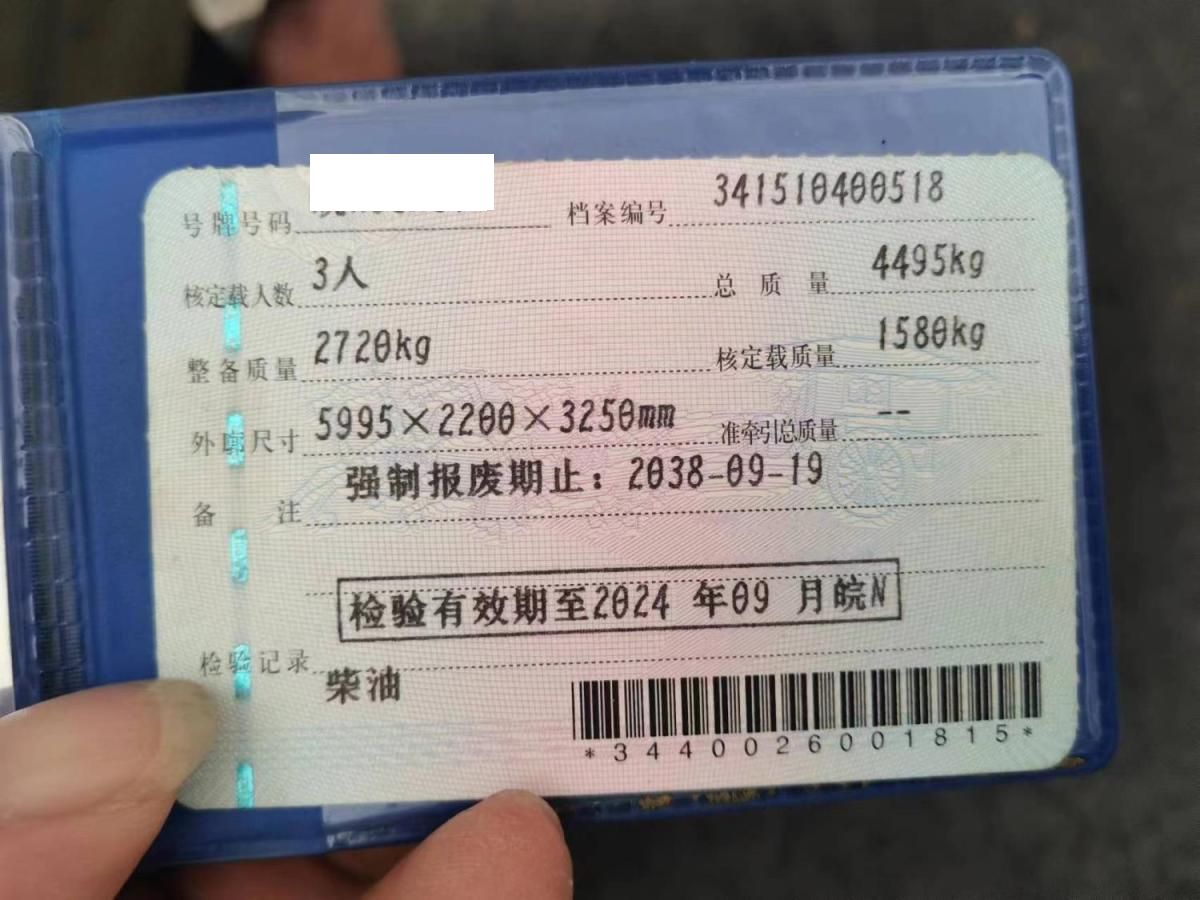 号牌号码 档案编号 341510400518
核定载人数 3人 总质量 4495kg
整备质量 2720kg 核定载质量 1580kg
外廓尺寸 5995×2200×3250mm 准牵引总质量 --
备注 强制报废期止：2038-09-19
检验有效期至2024 年09 月皖N
检验记录
柴油
*3440026001815*